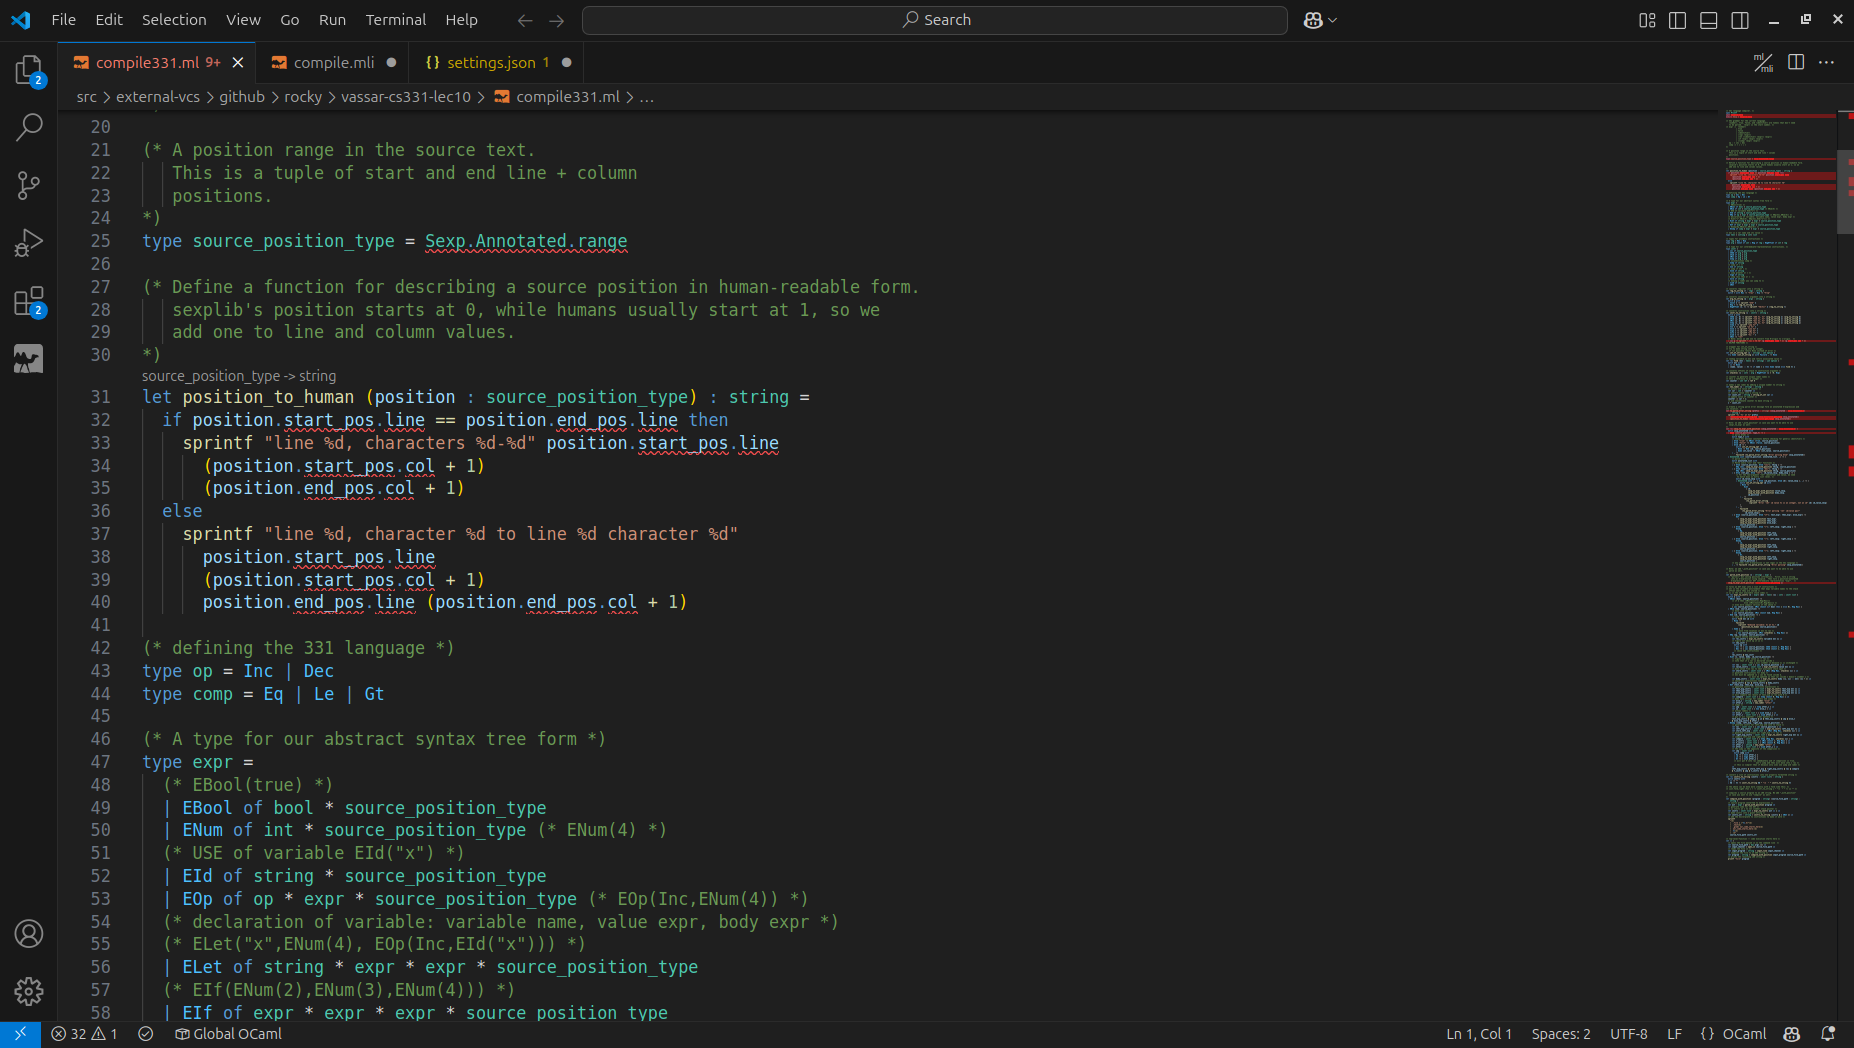 File Edit Selection View Go Run Terminal Help
Search
compile331.ml 9+
compile.mli
{} settings.json 1
ml/mli
src > external-vcs > github > rocky > vassar-cs331-lec10 > compile331.ml > ...
2
2
20
21 (* A position range in the source text.
22 This is a tuple of start and end line + column
23 positions.
24 *)
25 type source_position_type = Sexp.Annotated.range
26
27 (* Define a function for describing a source position in human-readable form.
28 sexplib's position starts at 0, while humans usually start at 1, so we
29 add one to line and column values.
30 *)
source_position_type -> string
31 let position_to_human (position : source_position_type) : string =
32 if position.start_pos.line == position.end_pos.line then
33 sprintf "line %d, characters %d-%d" position.start_pos.line
34 (position.start_pos.col + 1)
35 (position.end_pos.col + 1)
36 else
37 sprintf "line %d, character %d to line %d character %d"
38 position.start_pos.line
39 (position.start_pos.col + 1)
40 position.end_pos.line (position.end_pos.col + 1)
41
42 (* defining the 331 language *)
43 type op = Inc | Dec
44 type comp = Eq | Le | Gt
45
46 (* A type for our abstract syntax tree form *)
47 type expr =
48 (* EBool(true) *)
49 | EBool of bool * source_position_type
50 | ENum of int * source_position_type (* ENum(4) *)
51 (* USE of variable EId("x") *)
52 | EId of string * source_position_type
53 | EOp of op * expr * source_position_type (* EOp(Inc,ENum(4)) *)
54 (* declaration of variable: variable name, value expr, body expr *)
55 (* ELet("x",ENum(4), EOp(Inc,EId("x"))) *)
56 | ELet of string * expr * expr * source_position_type
57 (* EIf(ENum(2),ENum(3),ENum(4))) *)
58 | EIf of expr * expr * expr * source_position_type
32 1 Global OCaml
Ln 1, Col 1 Spaces: 2 UTF-8 LF {} OCaml